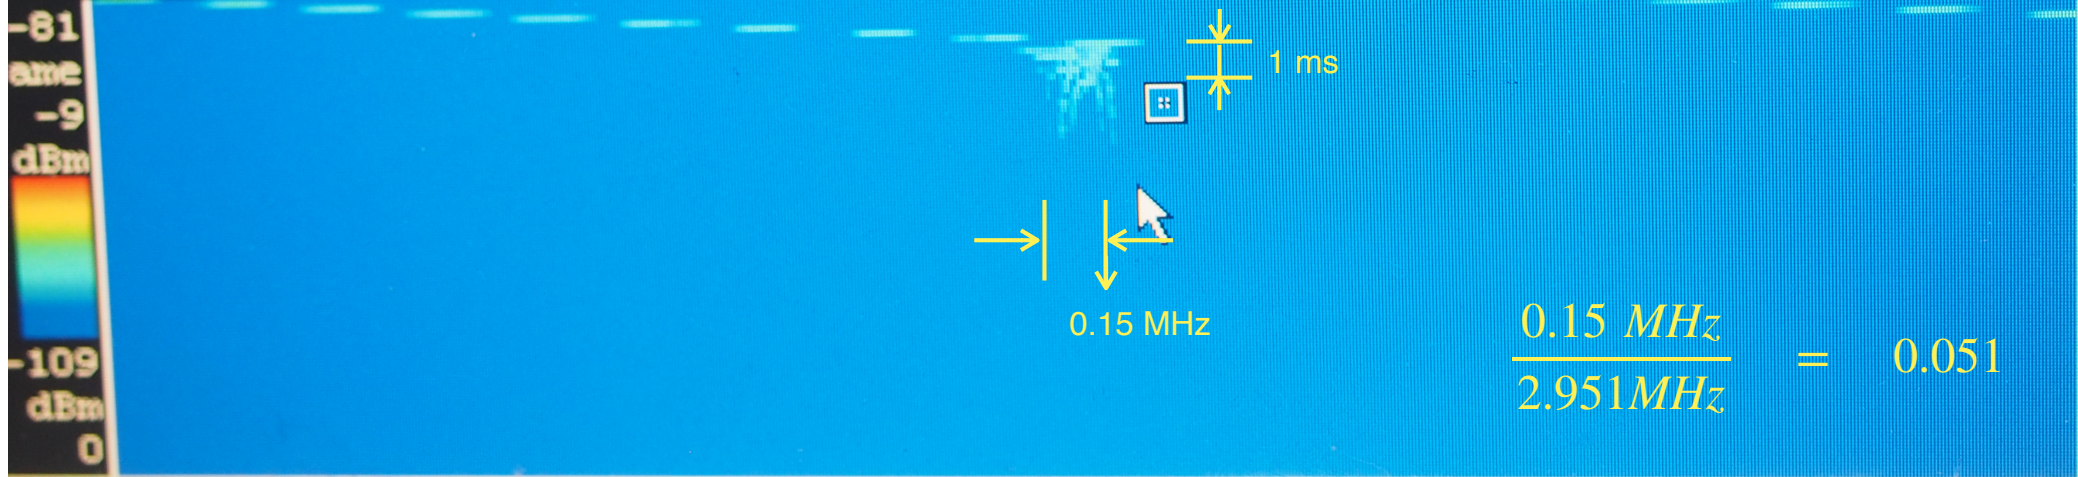 -81
ame
-9
dBm
-109
dBm
0
1 ms
0.15 MHz
0.15 MHz
2.951MHz
= 0.051